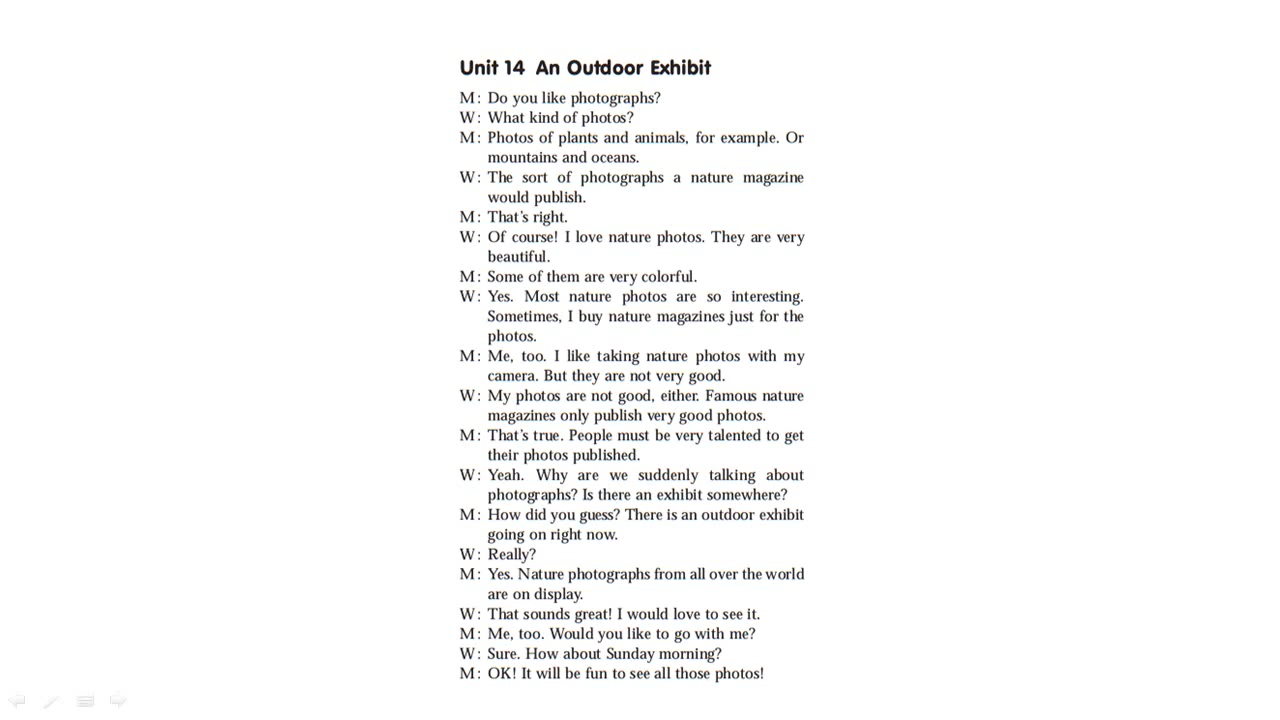 Unit 14 An Outdoor Exhibit
M: Do you like photographs?
W: What kind of photos?
M: Photos of plants and animals, for example. Or
mountains and oceans.
W: The sort of photographs a nature magazine
would publish.
M: That's right.
W: Of course! I love nature photos. They are very
beautiful.
M: Some of them are very colorful.
W: Yes. Most nature photos are so interesting.
Sometimes, I buy nature magazines just for the
photos.
M: Me, too. I like taking nature photos with my
camera. But they are not very good.
W: My photos are not good, either. Famous nature
magazines only publish very good photos.
M: That's true. People must be very talented to get
their photos published.
W: Yeah. Why are we suddenly talking about
photographs? Is there an exhibit somewhere?
M: How did you guess? There is an outdoor exhibit
going on right now.
W: Really?
M: Yes. Nature photographs from all over the world
are on display.
W: That sounds great! I would love to see it.
M: Me, too. Would you like to go with me?
W: Sure. How about Sunday morning?
M: OK! It will be fun to see all those photos!